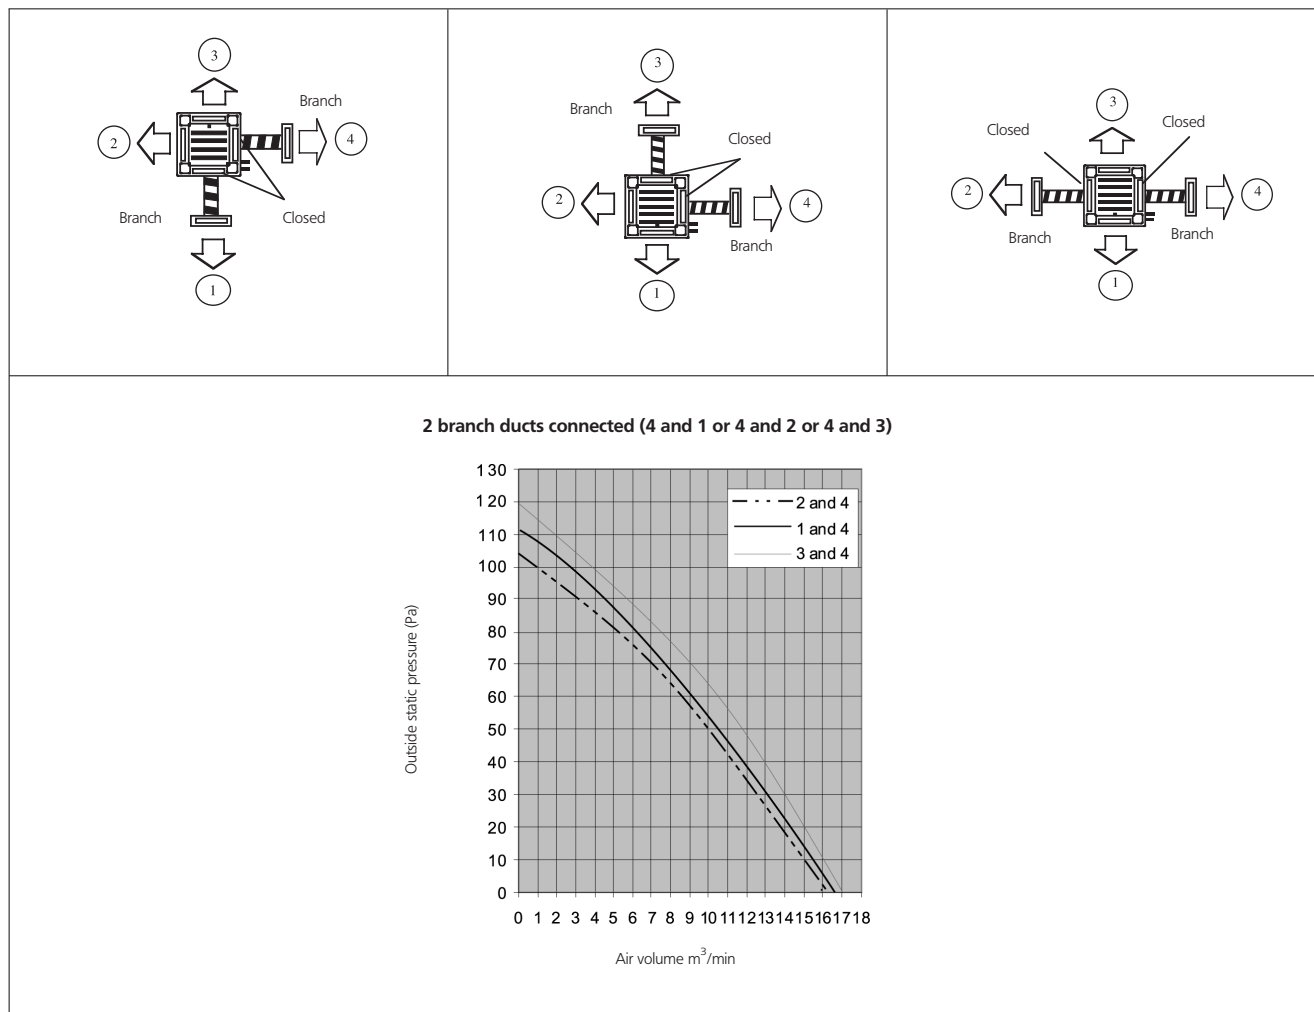 3
Branch
2
4
Branch
Closed
1
3
Branch
Closed
2
4
Branch
1
3
Closed
Closed
2
4
Branch
Branch
1
2 branch ducts connected (4 and 1 or 4 and 2 or 4 and 3)
130
120
110
100
90
80
70
60
50
40
30
20
10
0
2 and 4
1 and 4
3 and 4
Outside static pressure (Pa)
0 1 2 3 4 5 6 7 8 9 10 11 12 13 14 15 16 17 18
Air volume m³/min